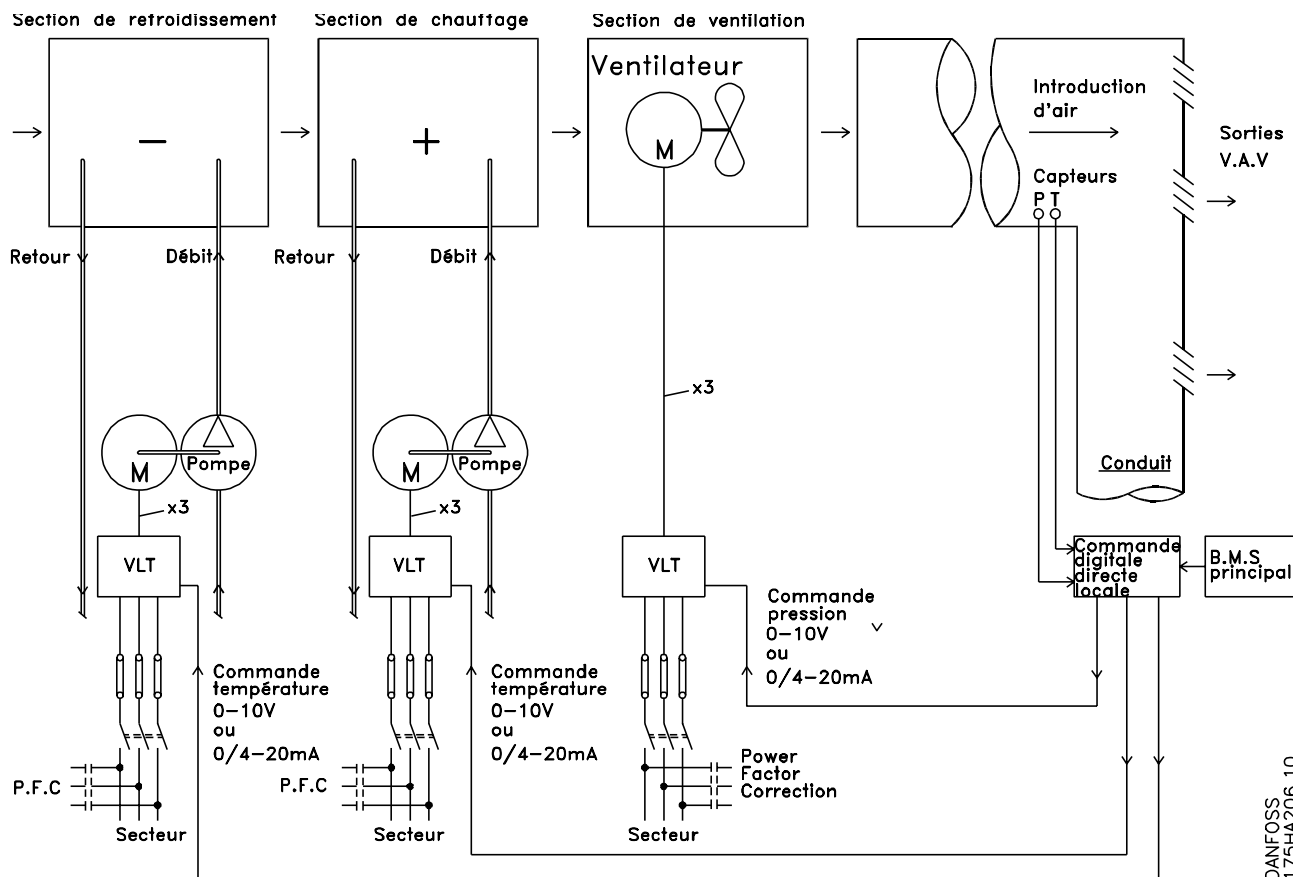 Section de refroidissement
Section de chauffage
Section de ventilation
Ventilateur
M
−
+
Introduction
d'air
Sorties
V.A.V
Capteurs
P T
Retour
Débit
Retour
Débit
x3
M
Pompe
M
Pompe
Conduit
x3
x3
VLT
VLT
VLT
Commande
digitale
directe
locale
B.M.S
principal
Commande
pression
0−10V
ou
0/4−20mA
Commande
température
0−10V
ou
0/4−20mA
Commande
température
0−10V
ou
0/4−20mA
P.F.C
P.F.C
Power
Factor
Correction
Secteur
Secteur
Secteur
DANFOSS
175HA206.10